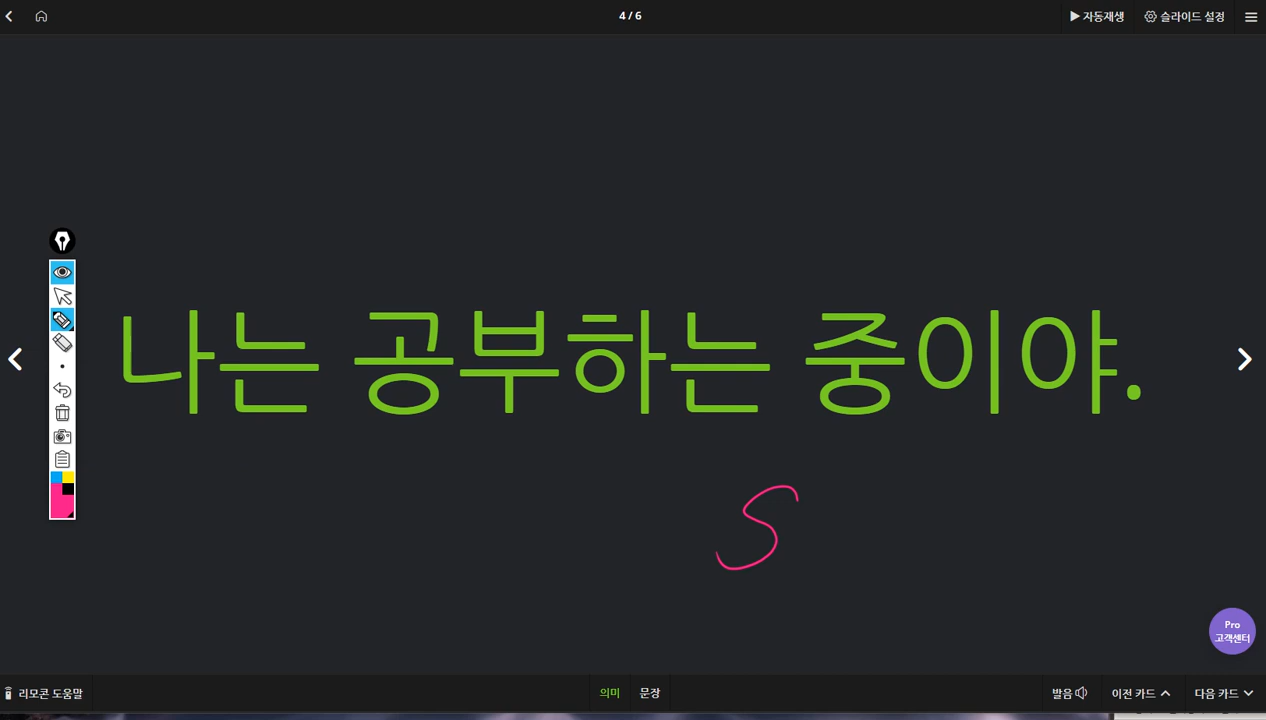 4 / 6
자동재생
슬라이드 설정
나는 공부하는 중이야.
S
Pro
고객센터
리모콘 도움말
의미
문장
발음
이전 카드
다음 카드